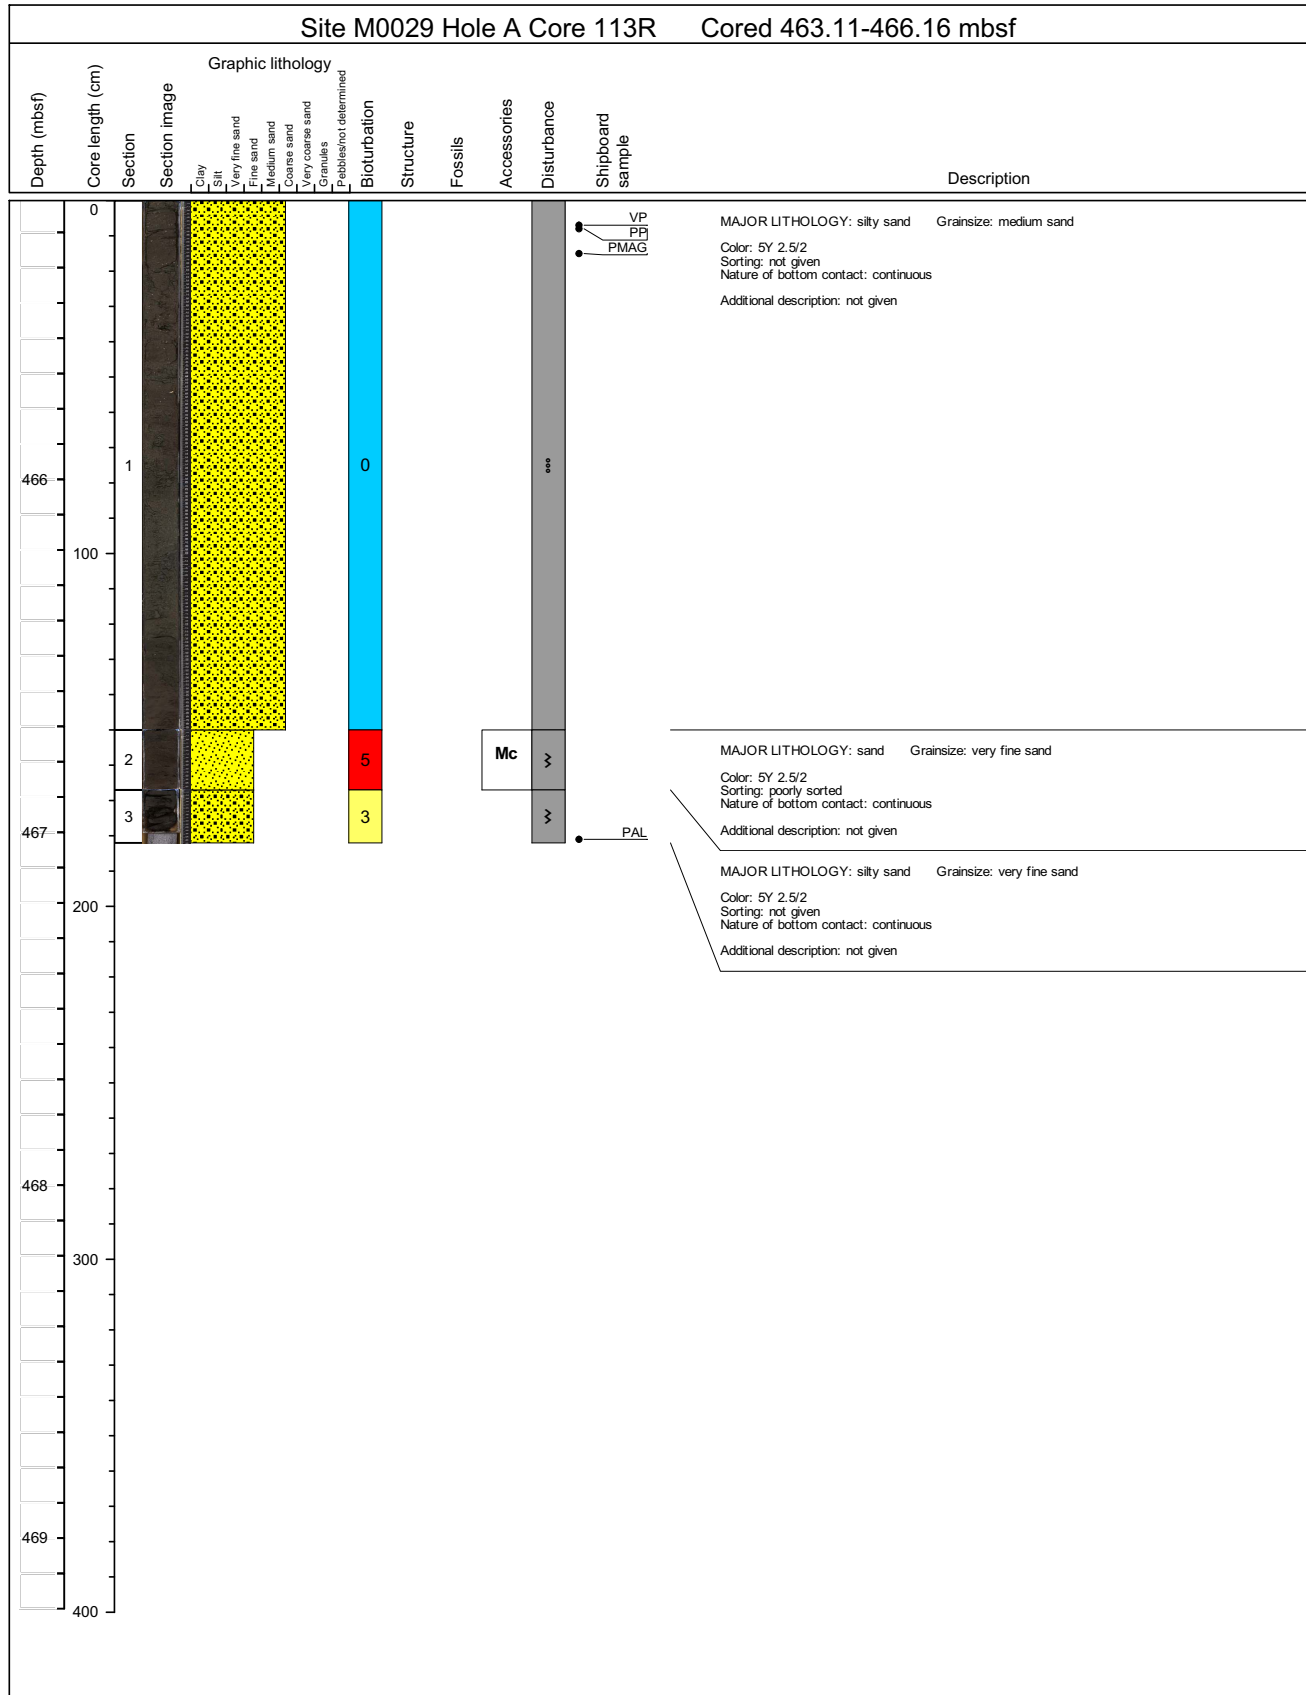 Site M0029 Hole A Core 113R Cored 463.11-466.16 mbsf
Graphic lithology
Depth (mbsf)
Core length (cm)
Section
Section image
Clay
Silt
Very fine sand
Fine sand
Medium sand
Coarse sand
Very coarse sand
Granules
Pebbles/not determined
Bioturbation
Structure
Fossils
Accessories
Disturbance
Shipboard
sample
Description
0
VP
PP
PMAG
MAJOR LITHOLOGY: silty sand Grainsize: medium sand
Color: 5Y 2.5/2
Sorting: not given
Nature of bottom contact: continuous
Additional description: not given
1
0
466
100
2
5
Mc
MAJOR LITHOLOGY: sand Grainsize: very fine sand
Color: 5Y 2.5/2
Sorting: poorly sorted
Nature of bottom contact: continuous
Additional description: not given
3
3
467
PAL
MAJOR LITHOLOGY: silty sand Grainsize: very fine sand
Color: 5Y 2.5/2
Sorting: not given
Nature of bottom contact: continuous
Additional description: not given
200
468
300
469
400